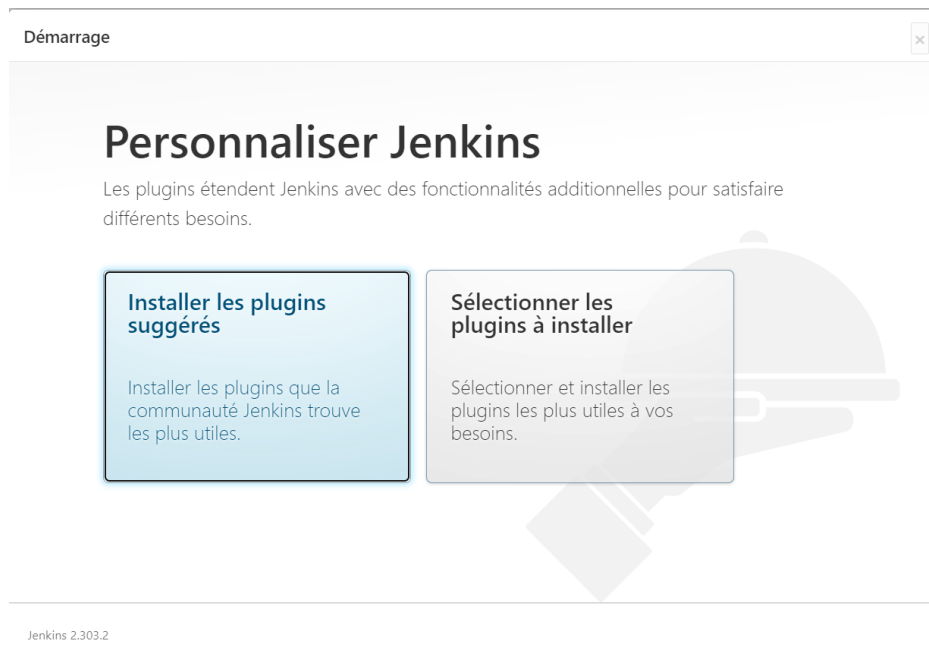 Démarrage
×
Personnaliser Jenkins
Les plugins étendent Jenkins avec des fonctionnalités additionnelles pour satisfaire
différents besoins.
Installer les plugins
suggérés
Installer les plugins que la
communauté Jenkins trouve
les plus utiles.
Sélectionner les
plugins à installer
Sélectionner et installer les
plugins les plus utiles à vos
besoins.
Jenkins 2.303.2